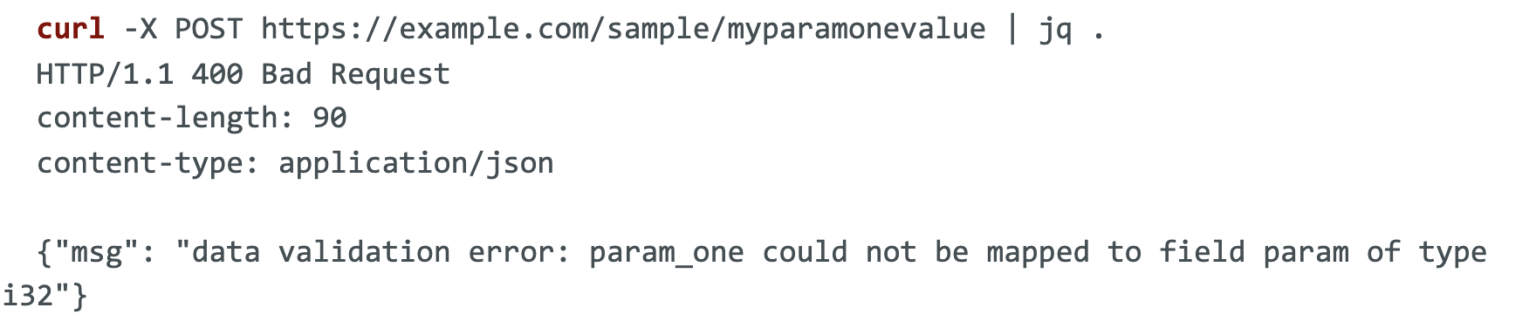 curl -X POST https://example.com/sample/myparamonevalue | jq .
HTTP/1.1 400 Bad Request
content-length: 90
content-type: application/json

{"msg": "data validation error: param_one could not be mapped to field param of type
i32"}